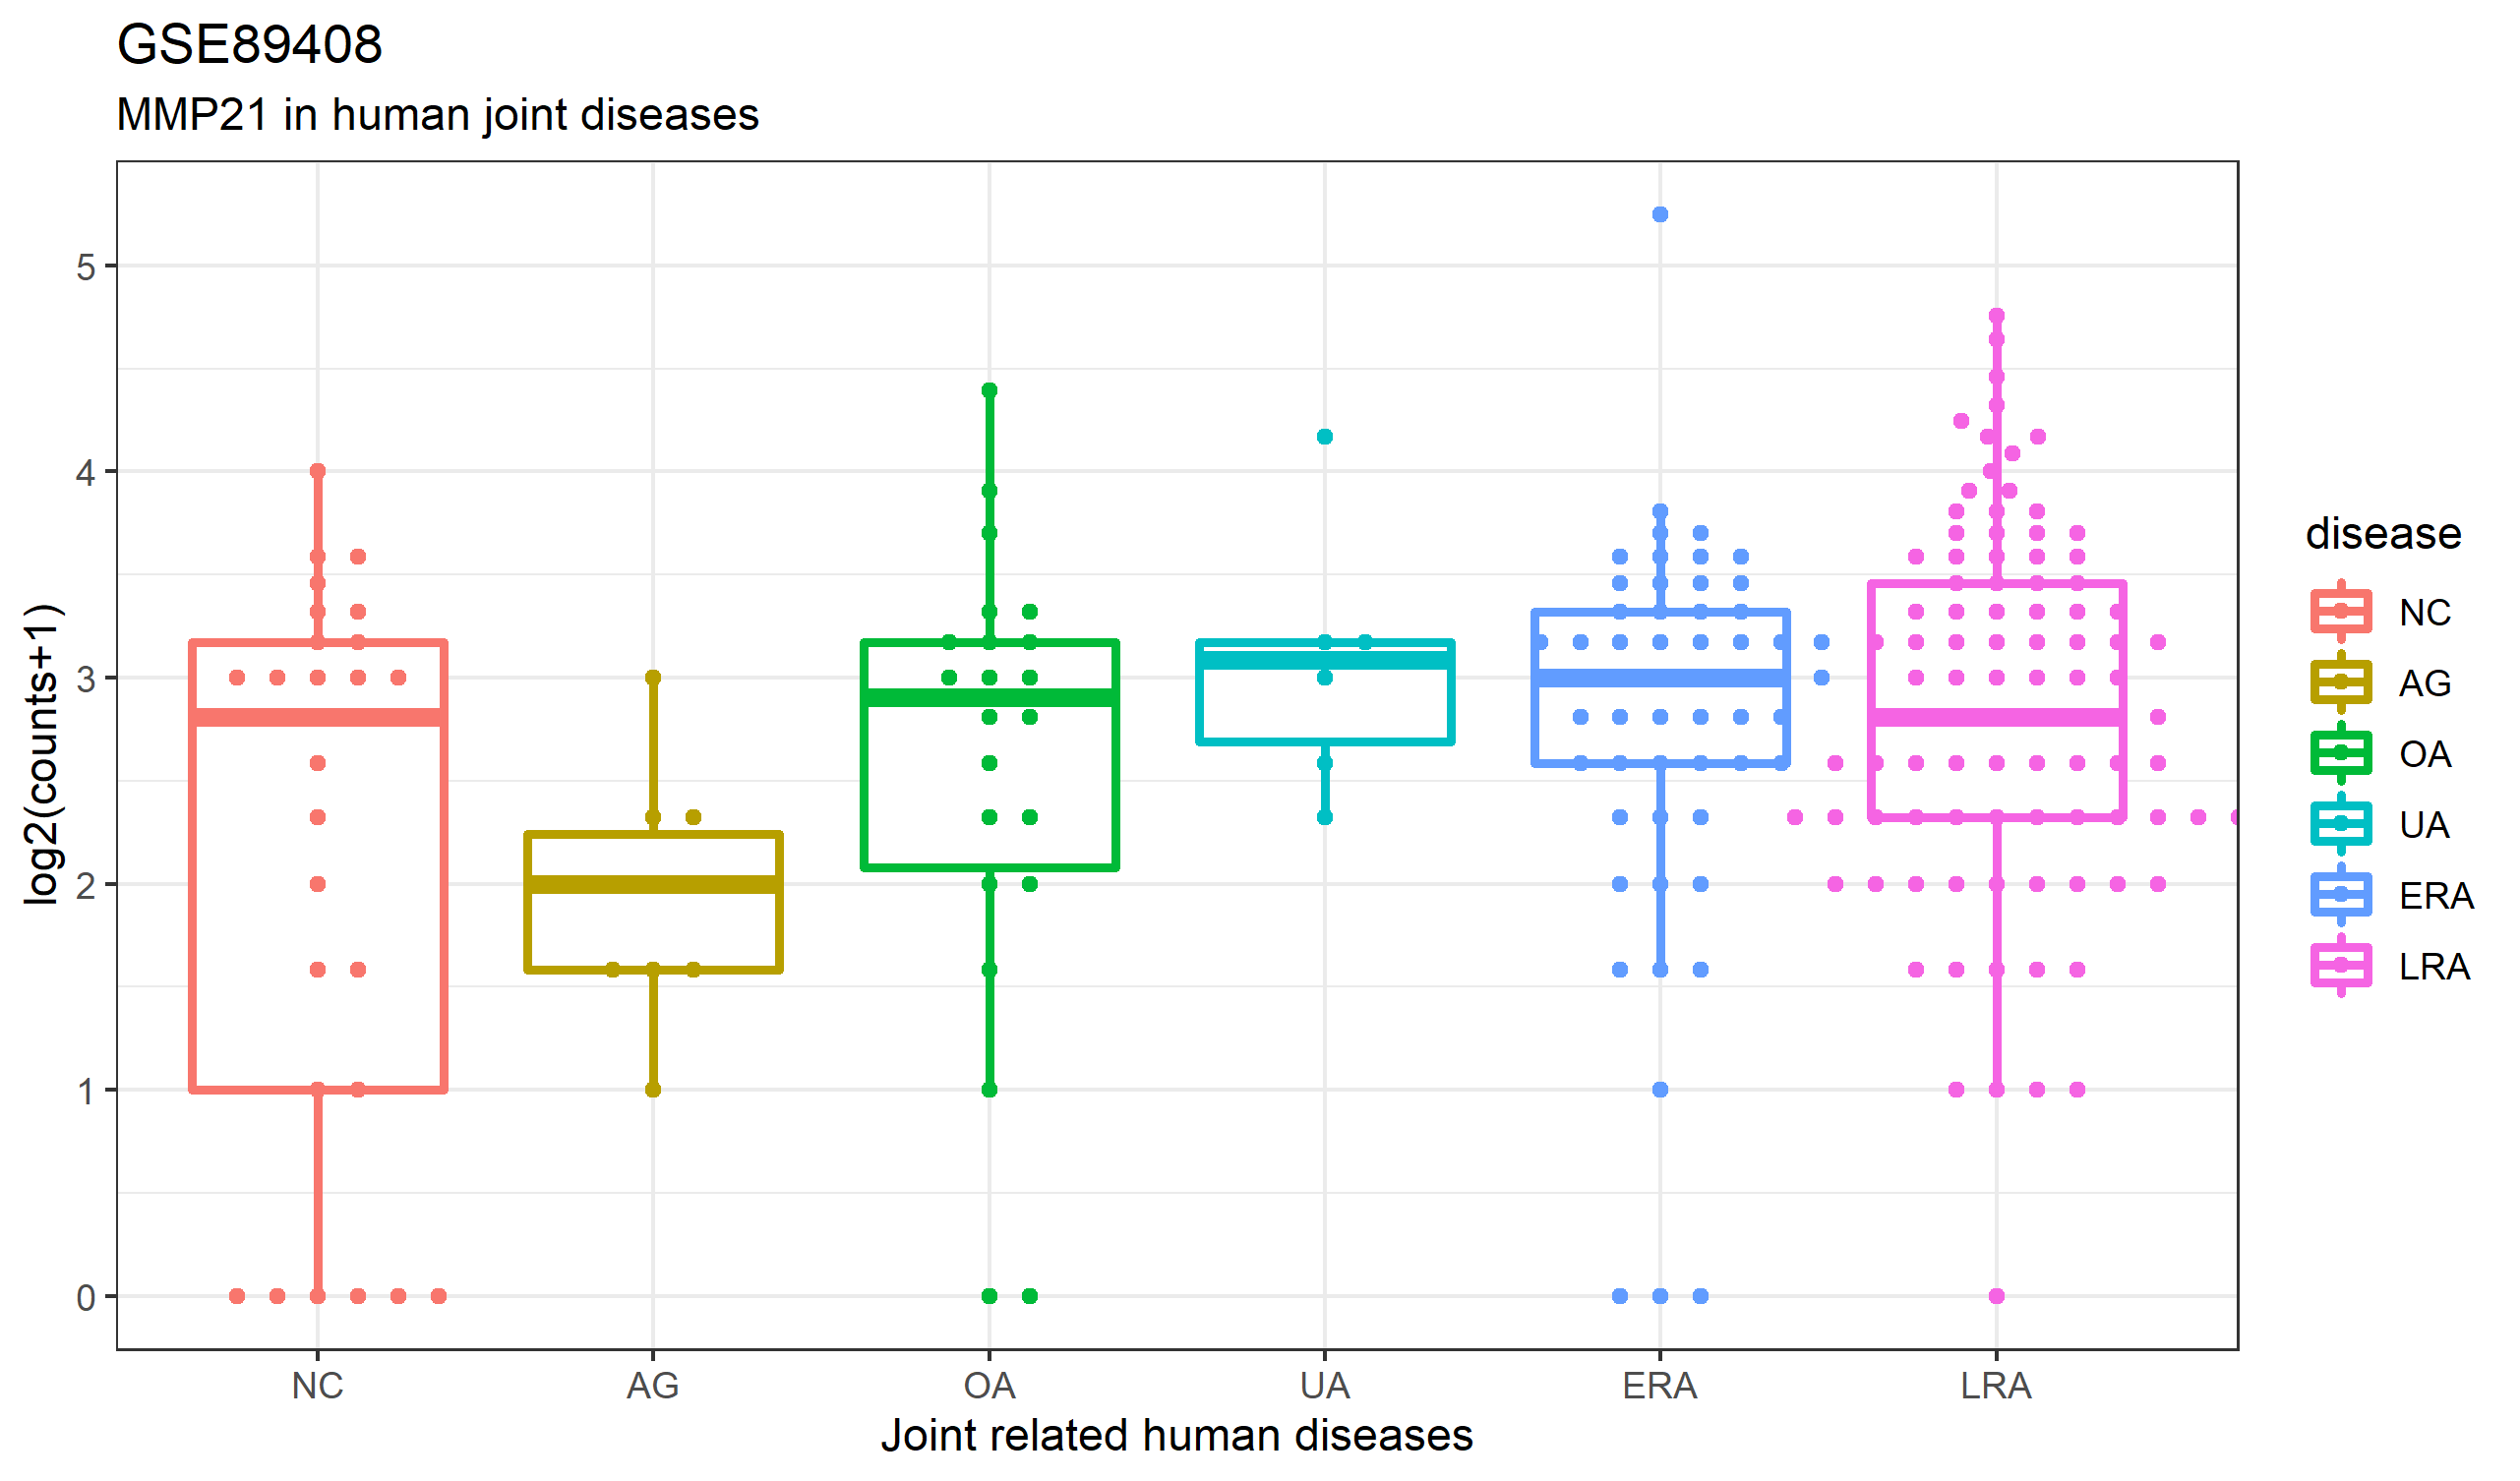 GSE89408
MMP21 in human joint diseases
log2(counts+1)
5
4
3
2
1
0
NC
AG
OA
UA
ERA
LRA
Joint related human diseases
disease
NC
AG
OA
UA
ERA
LRA